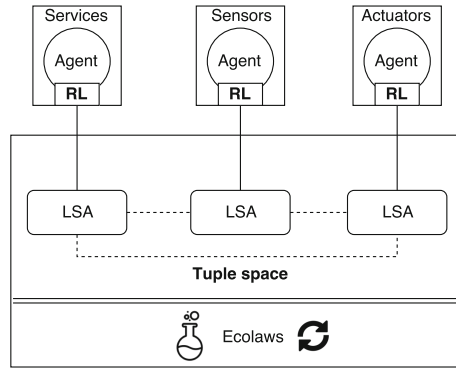 Services Sensors Actuators
Agent Agent Agent
RL RL RL
LSA LSA LSA
Tuple space
Ecolaws